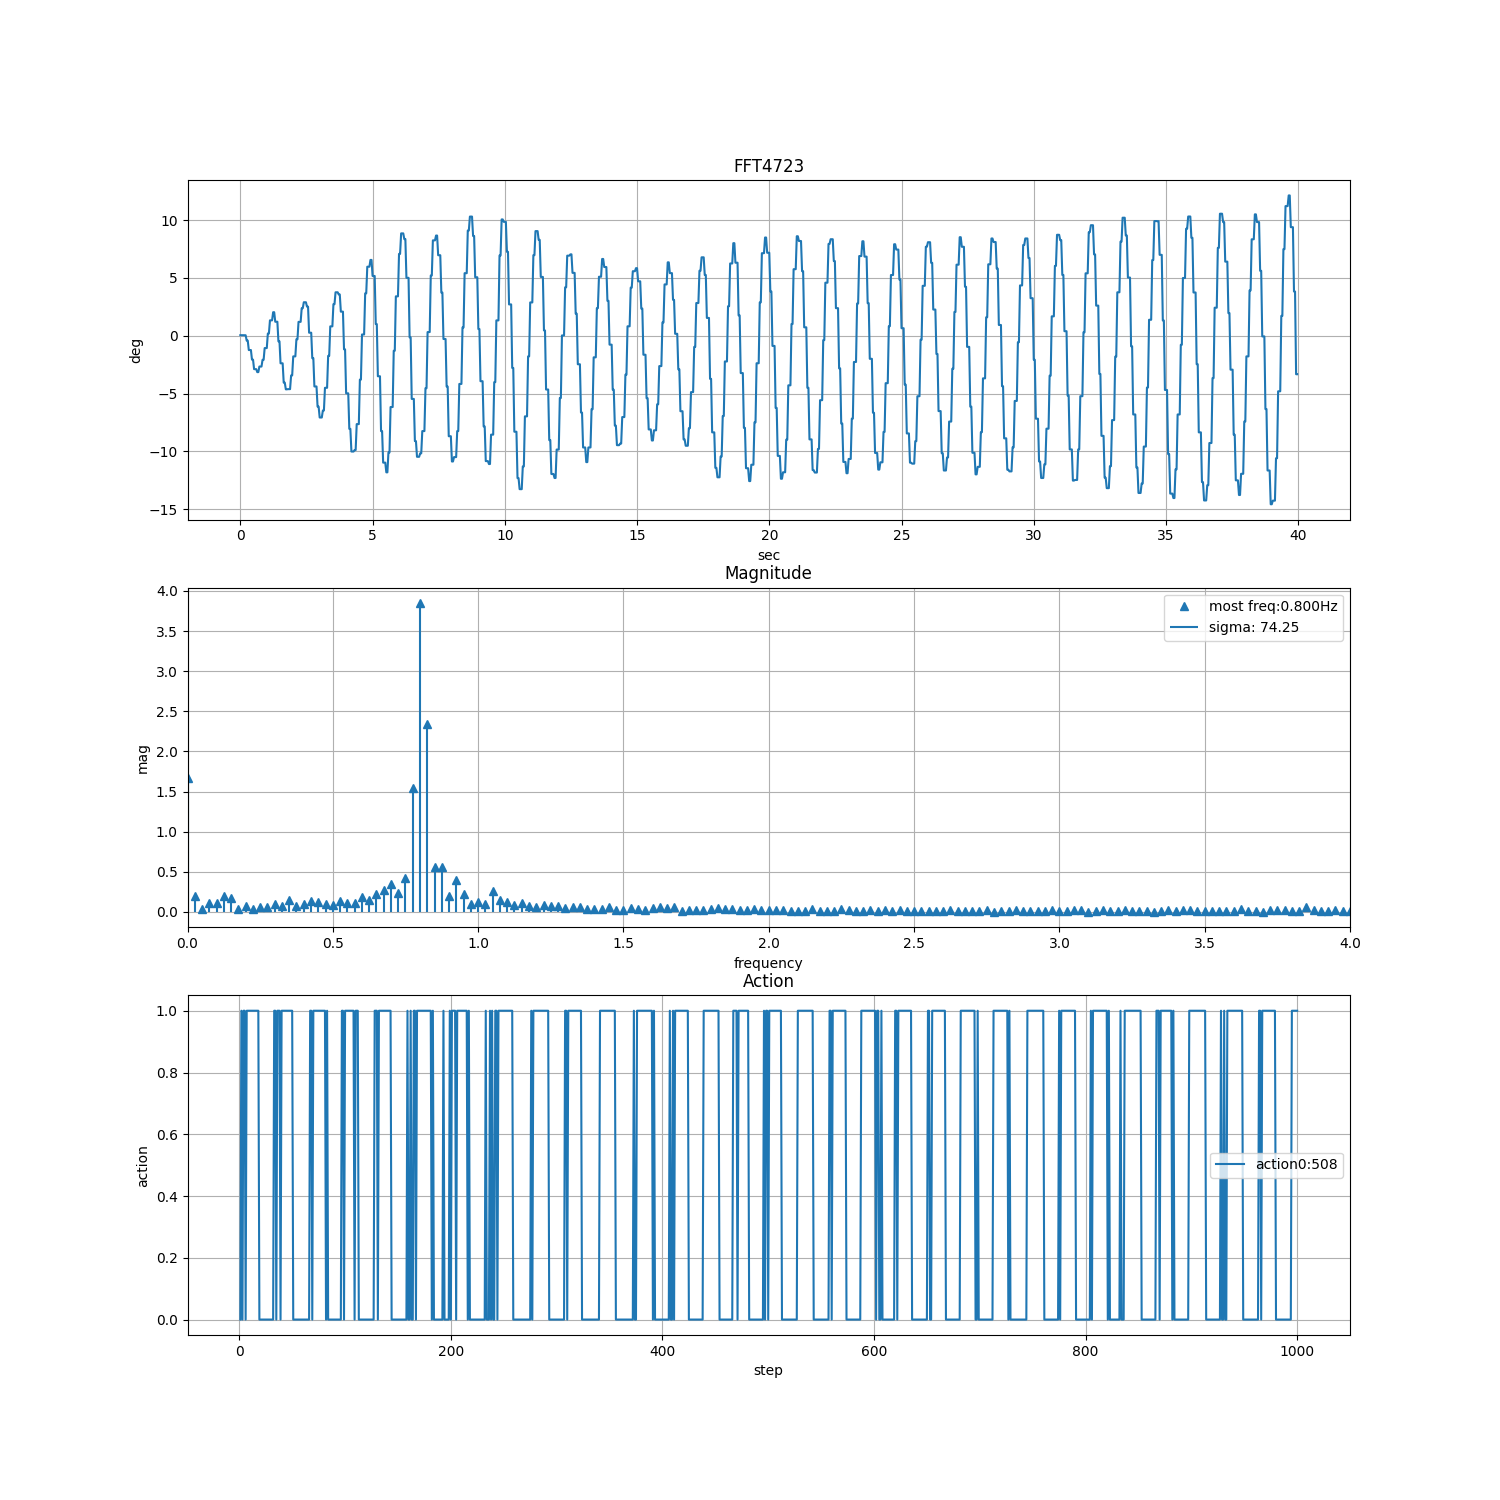 FFT4723
10
5
0
−5
−10
−15
deg
0 5 10 15 20 25 30 35 40
sec
Magnitude
4.0
3.5
3.0
2.5
2.0
1.5
1.0
0.5
0.0
mag
most freq:0.800Hz
sigma: 74.25
0.0 0.5 1.0 1.5 2.0 2.5 3.0 3.5 4.0
frequency
Action
1.0
0.8
0.6
0.4
0.2
0.0
action
action0:508
0 200 400 600 800 1000
step